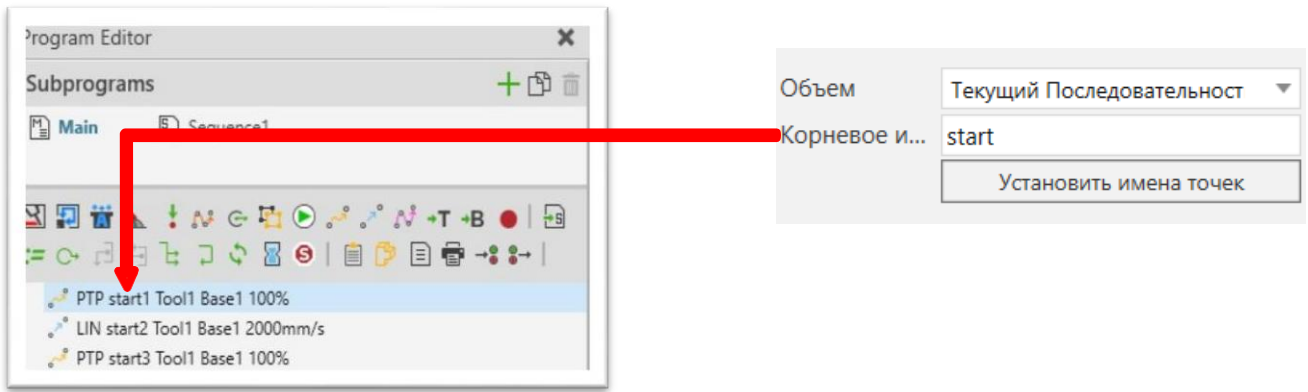 Program Editor
Subprograms
Main
Sequence1
→T →B
S
PTP start1 Tool1 Base1 100%
LIN start2 Tool1 Base1 2000mm/s
PTP start3 Tool1 Base1 100%
Объем
Текущий Последовательност
Корневое и...
start
Установить имена точек